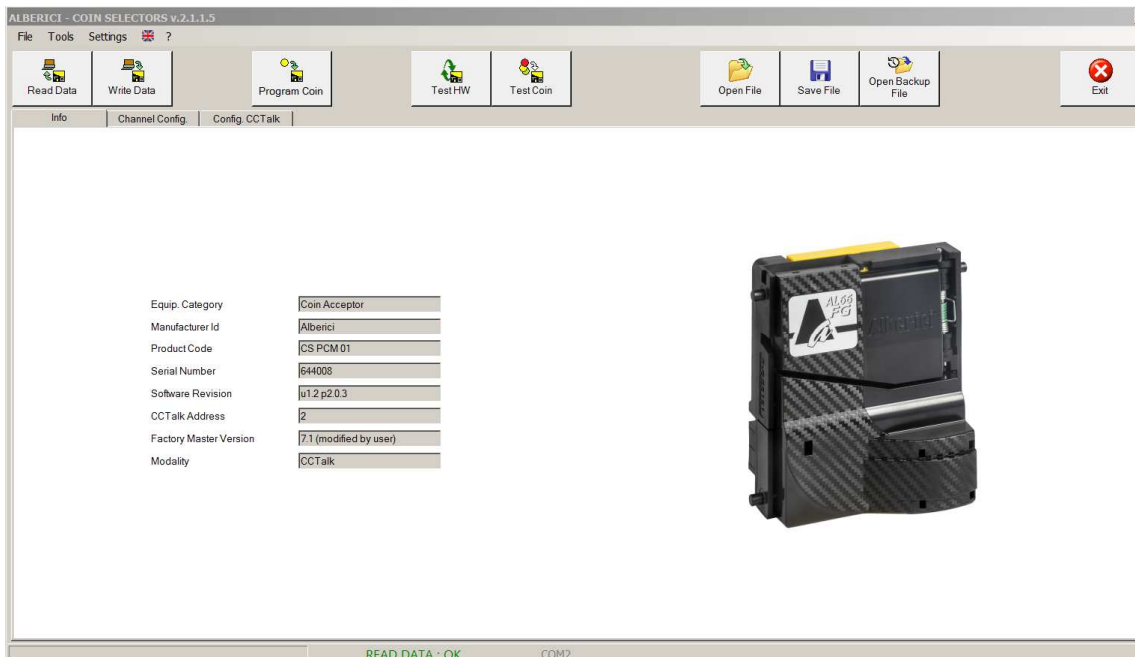 ALBERICI - COIN SELECTORS v.2.1.1.5
File Tools Settings ?
Read Data Write Data Program Coin Test HW Test Coin Open File Save File Open Backup File Exit
Info Channel Config. Config. CCTalk
Equip. Category Coin Acceptor
Manufacturer Id Alberici
Product Code CS PCM 01
Serial Number 644008
Software Revision u1.2 p2.0.3
CCTalk Address 2
Factory Master Version 7.1 (modified by user)
Modality CCTalk
AL66
FG
Alberici
READ DATA : OK COM2